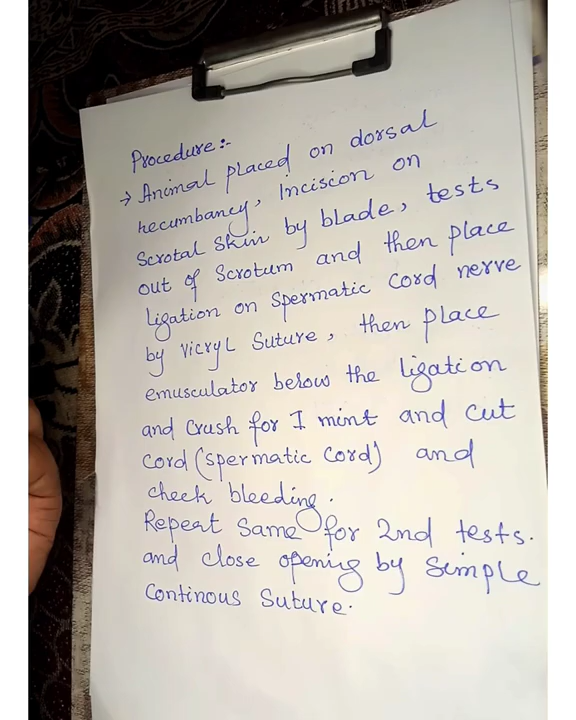 Procedure:-
→ Animal placed on dorsal
recumbancy, incision on
Scrotal Skin by blade, tests
out of Scrotum and then place
ligation on spermatic Cord nerve
by vicryl Suture, then place
emusculator below the ligation
and crush for 1 mint and cut
Cord (spermatic Cord) and
check bleeding.
Repeat Same for 2nd tests.
and close opening by Simple
Continous Suture.